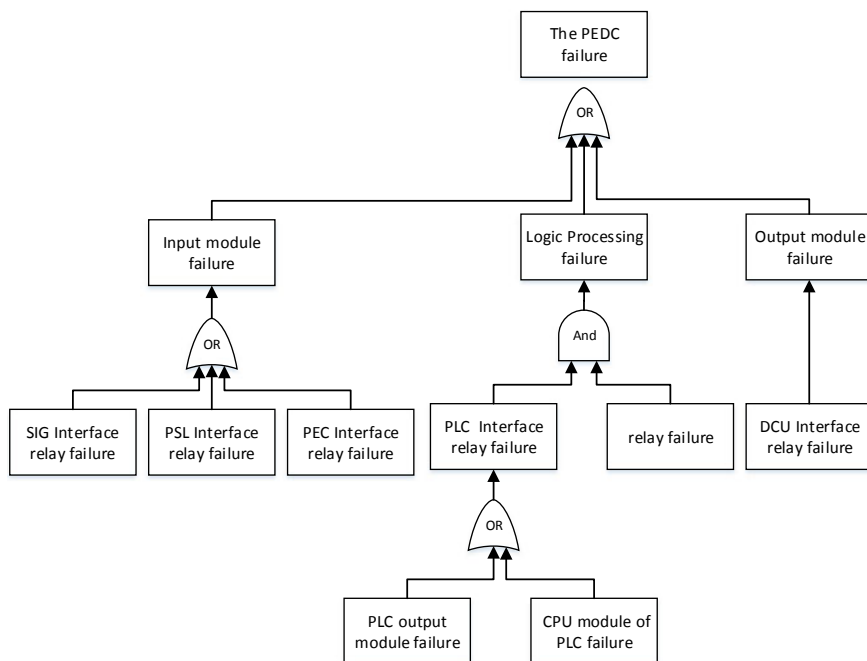 The PEDC
failure
OR
Input module
failure
Logic Processing
failure
Output module
failure
OR
And
SIG Interface
relay failure
PSL Interface
relay failure
PEC Interface
relay failure
PLC Interface
relay failure
relay failure
DCU Interface
relay failure
OR
PLC output
module failure
CPU module of
PLC failure